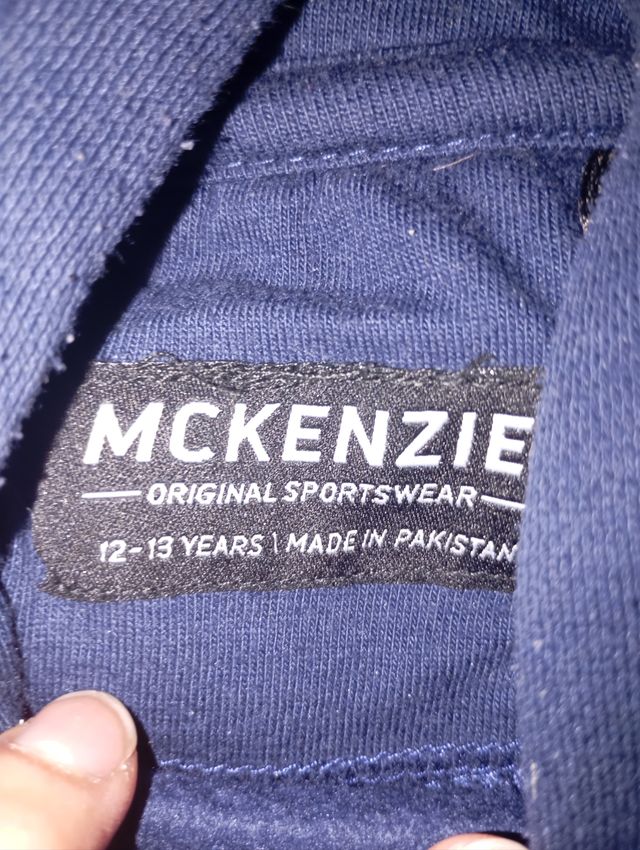 MCKENZIE
ORIGINAL SPORTSWEAR
12-13 YEARS \ MADE IN PAKISTAN